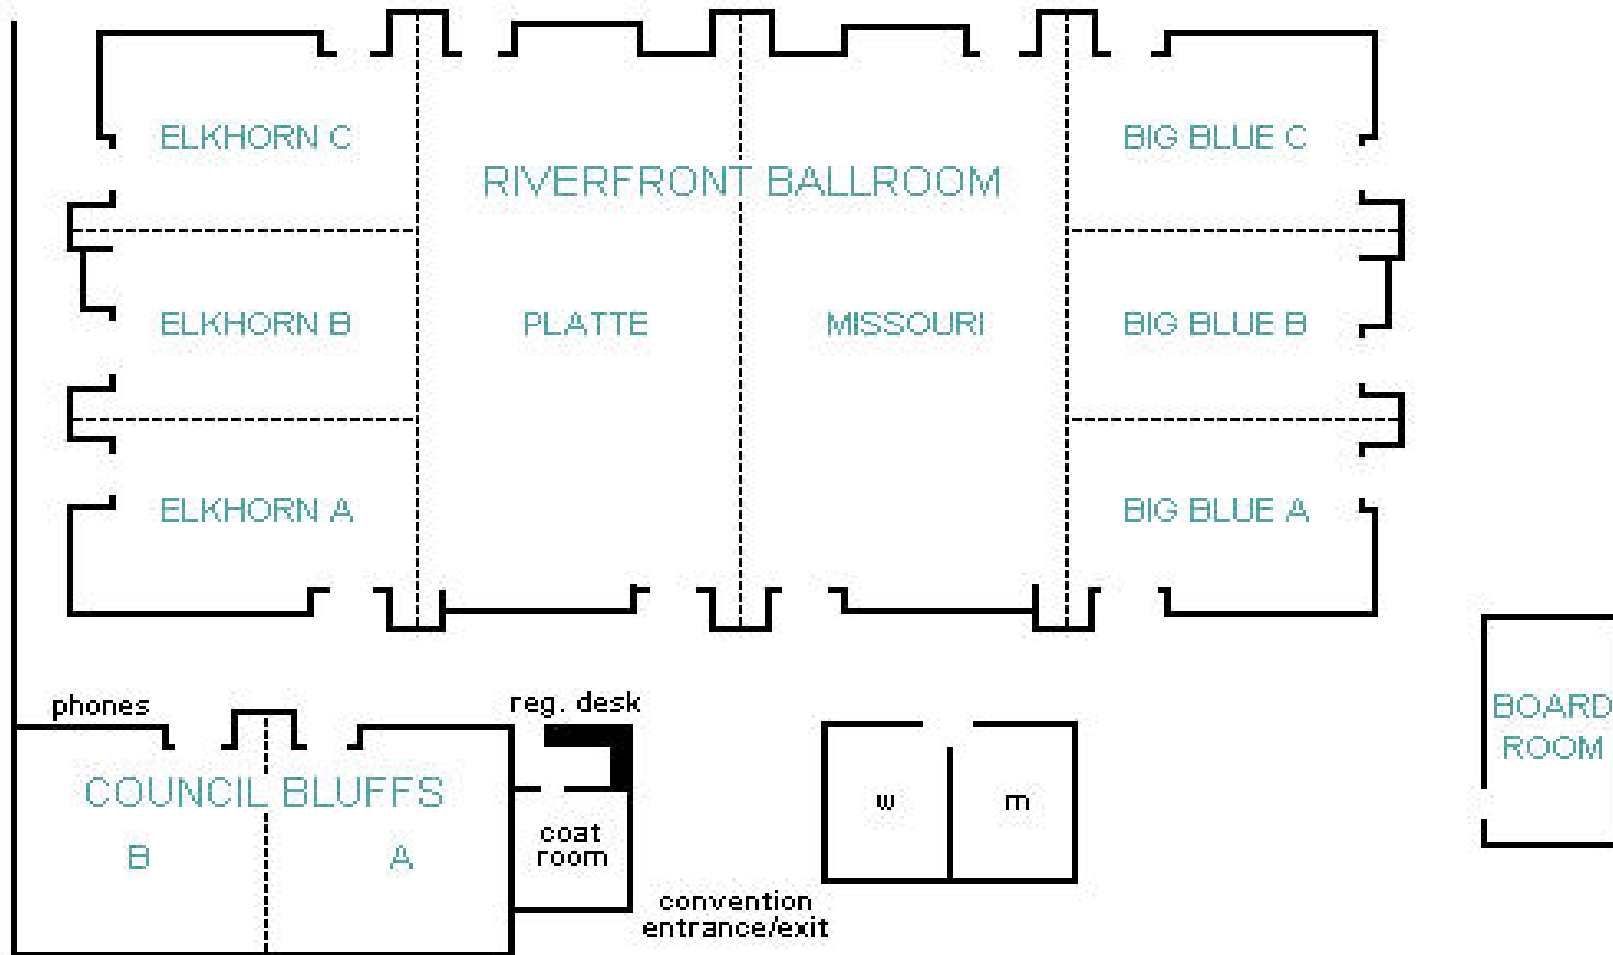 ELKHORN C
BIG BLUE C
RIVERFRONT BALLROOM
ELKHORN B
PLATTE
MISSOURI
BIG BLUE B
ELKHORN A
BIG BLUE A
phones
reg. desk
BOARD
ROOM
COUNCIL BLUFFS
B
A
coat
room
w
m
convention
entrance/exit